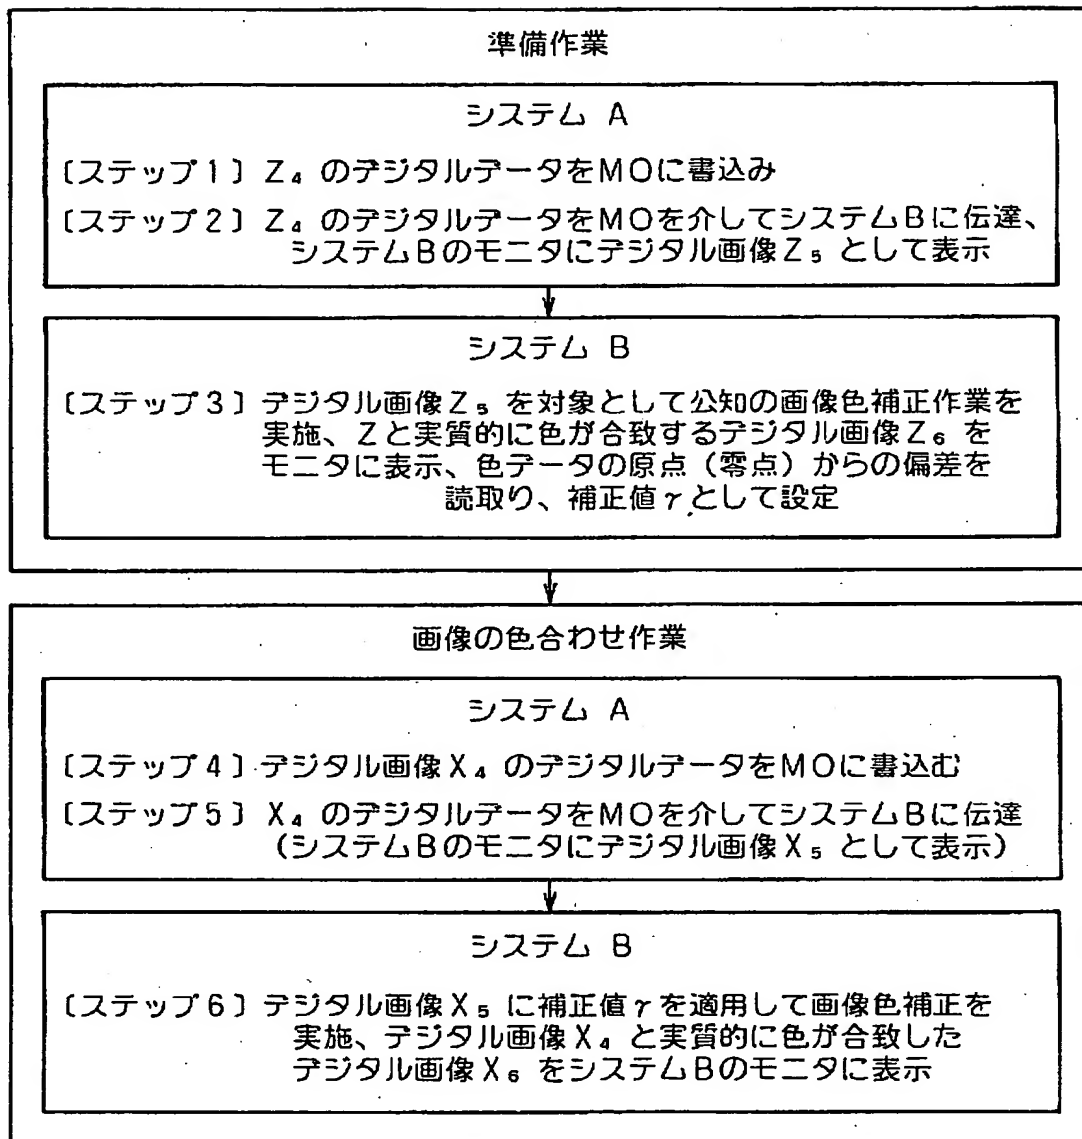 準備作業
システム A
〔ステップ1〕Z₄ のデジタルデータをMOに書込み
〔ステップ2〕Z₄ のデジタルデータをMOを介してシステムBに伝達、
システムBのモニタにデジタル画像Z₅ として表示
システム B
〔ステップ3〕デジタル画像Z₅ を対象として公知の画像色補正作業を
実施、Zと実質的に色が合致するデジタル画像Z₆ を
モニタに表示、色データの原点（零点）からの偏差を
読取り、補正値γとして設定
画像の色合わせ作業
システム A
〔ステップ4〕デジタル画像X₄ のデジタルデータをMOに書込む
〔ステップ5〕X₄ のデジタルデータをMOを介してシステムBに伝達
（システムBのモニタにデジタル画像X₅ として表示）
システム B
〔ステップ6〕デジタル画像X₅ に補正値γを適用して画像色補正を
実施、デジタル画像X₄ と実質的に色が合致した
デジタル画像X₆ をシステムBのモニタに表示